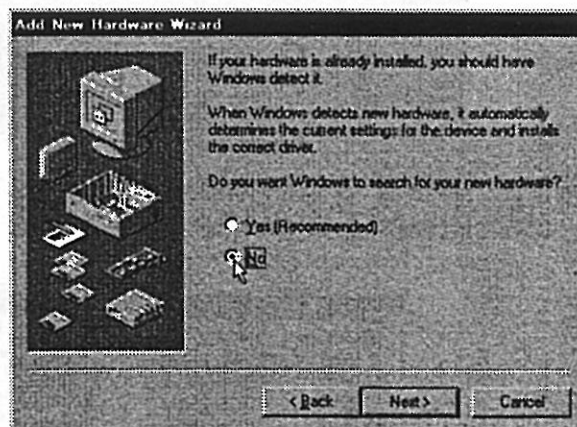 Add New Hardware Wizard
If your hardware is already installed, you should have
Windows detect it.
When Windows detects new hardware, it automatically
determines the current settings for the device and installs
the correct driver.
Do you want Windows to search for your new hardware?
Yes (Recommended)
No
< Back
Next >
Cancel